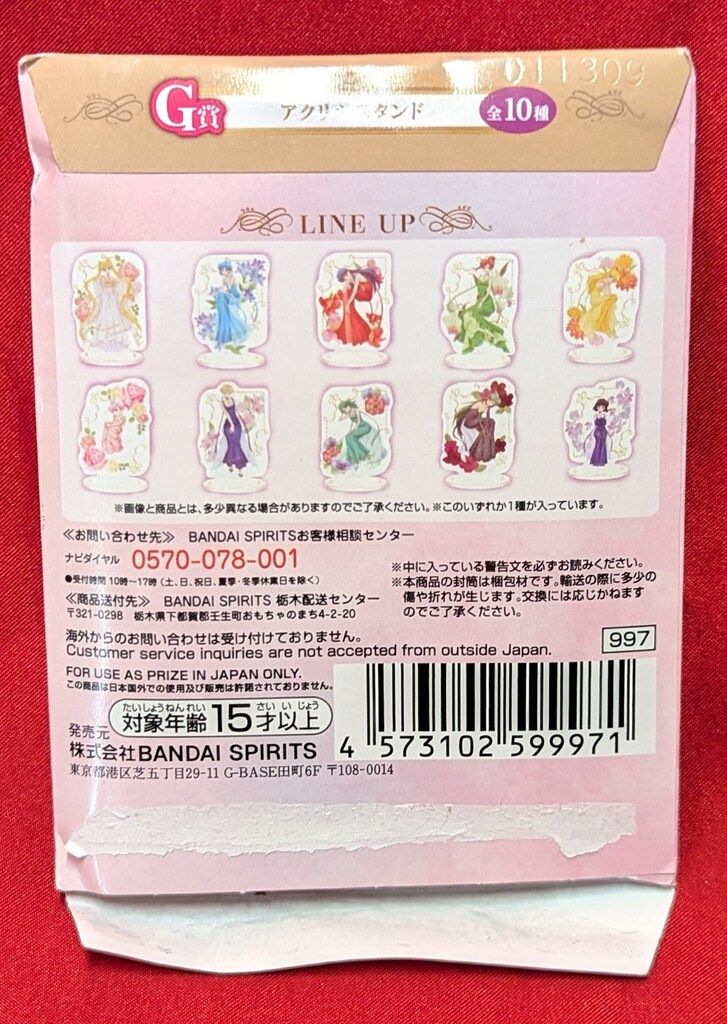 011309
G賞 アクリルスタンド 全10種
LINE UP
※画像と商品とは、多少異なる場合がありますのでご了承ください。※このいずれか1種が入っています。
≪お問い合わせ先≫ BANDAI SPIRITSお客様相談センター
ナビダイヤル 0570-078-001
●受付時間 10時〜17時(土、日、祝日、夏季・冬季休業日を除く)
≪商品送付先≫ BANDAI SPIRITS 栃木配送センター
〒321-0298 栃木県下都賀郡壬生町おもちゃのまち4-2-20
※中に入っている警告文を必ずお読みください。
※本商品の封筒は梱包材です。輸送の際に多少の
傷や折れが生じます。交換には応じかねます
のでご了承ください。
海外からのお問い合わせは受け付けておりません。
Customer service inquiries are not accepted from outside Japan.
997
FOR USE AS PRIZE IN JAPAN ONLY.
この商品は日本国外での使用及び販売は許諾されておりません。
たいしょうねんれい さい いじょう
対象年齢15才以上
発売元
株式会社BANDAI SPIRITS
東京都港区芝五丁目29-11 G-BASE田町6F 〒108-0014
4 573102 599971